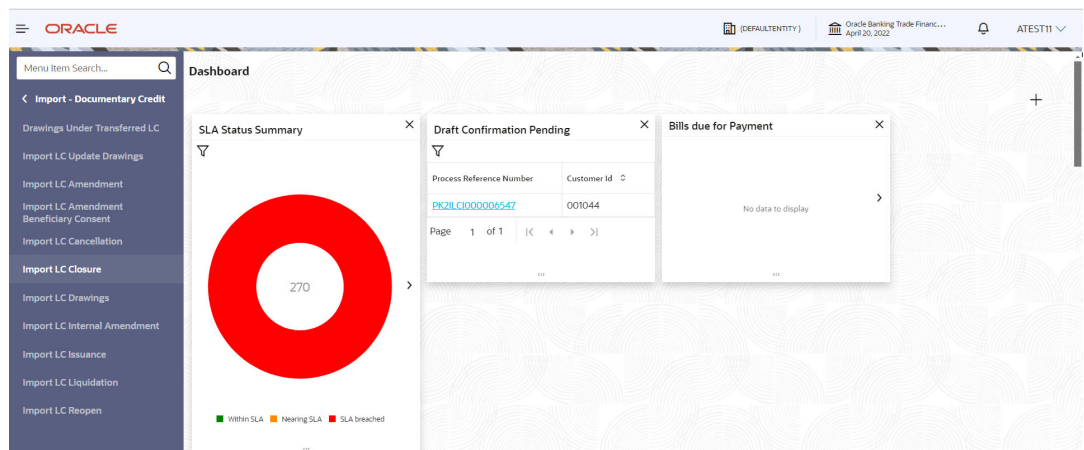 ORACLE
(DEFAULTENTITY )
Oracle Banking Trade Financ...
April 20, 2022
ATEST11
Menu Item Search...
Import - Documentary Credit
Drawings Under Transferred LC
Import LC Update Drawings
Import LC Amendment
Import LC Amendment
Beneficiary Consent
Import LC Cancellation
Import LC Closure
Import LC Drawings
Import LC Internal Amendment
Import LC Issuance
Import LC Liquidation
Import LC Reopen
Dashboard
SLA Status Summary
270
Within SLA Nearing SLA SLA breached
Draft Confirmation Pending
Process Reference Number Customer Id
PK2ILCI000006547 001044
Page 1 of 1
Bills due for Payment
No data to display